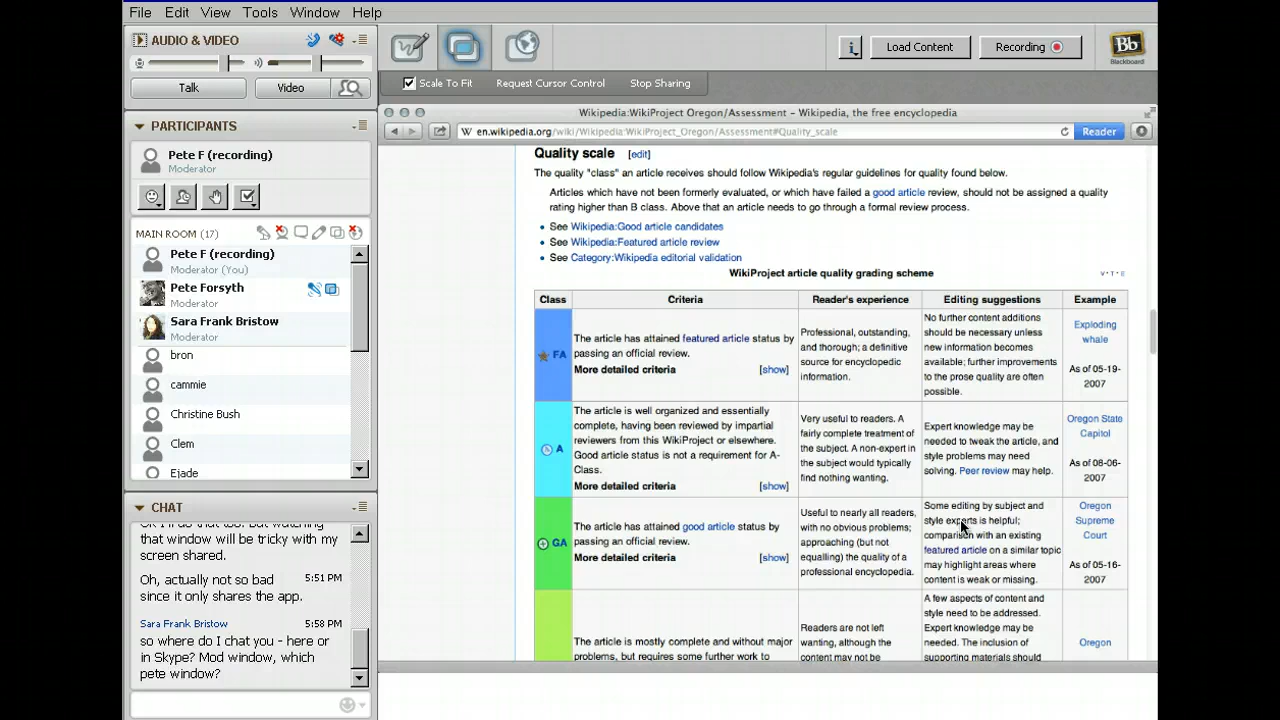 File Edit View Tools Window Help
AUDIO & VIDEO
Talk
Video
PARTICIPANTS
Pete F (recording)
Moderator
MAIN ROOM (17)
Pete F (recording)
Moderator (You)
Pete Forsyth
Moderator
Sara Frank Bristow
Moderator
bron
cammie
Christine Bush
Clem
Ejade
CHAT
OK I'll do that too. But watching
that window will be tricky with my
screen shared.
Oh, actually not so bad 5:51 PM
since it only shares the app.
Sara Frank Bristow 5:58 PM
so where do I chat you - here or
in Skype? Mod window, which
pete window?
i
Load Content
Recording
Bb
Blackboard
Scale To Fit Request Cursor Control Stop Sharing
Wikipedia:WikiProject Oregon/Assessment – Wikipedia, the free encyclopedia
W en.wikipedia.org/wiki/Wikipedia:WikiProject_Oregon/Assessment#Quality_scale
Reader
Quality scale [edit]
The quality "class" an article receives should follow Wikipedia's regular guidelines for quality found below.
Articles which have not been formerly evaluated, or which have failed a good article review, should not be assigned a quality
rating higher than B class. Above that an article needs to go through a formal review process.
• See Wikipedia:Good article candidates
• See Wikipedia:Featured article review
• See Category:Wikipedia editorial validation
WikiProject article quality grading scheme
V · T · E
Class Criteria Reader's experience Editing suggestions Example
FA
The article has attained featured article status by
passing an official review.
More detailed criteria [show]
Professional, outstanding,
and thorough; a definitive
source for encyclopedic
information.
No further content additions
should be necessary unless
new information becomes
available; further improvements
to the prose quality are often
possible.
Exploding
whale
As of 05-19-
2007
A
The article is well organized and essentially
complete, having been reviewed by impartial
reviewers from this WikiProject or elsewhere.
Good article status is not a requirement for A-
Class.
More detailed criteria [show]
Very useful to readers. A
fairly complete treatment of
the subject. A non-expert in
the subject would typically
find nothing wanting.
Expert knowledge may be
needed to tweak the article, and
style problems may need
solving. Peer review may help.
Oregon State
Capitol
As of 08-06-
2007
GA
The article has attained good article status by
passing an official review.
More detailed criteria [show]
Useful to nearly all readers,
with no obvious problems;
approaching (but not
equalling) the quality of a
professional encyclopedia.
Some editing by subject and
style experts is helpful;
comparison with an existing
featured article on a similar topic
may highlight areas where
content is weak or missing.
Oregon
Supreme
Court
As of 05-16-
2007
The article is mostly complete and without major
problems, but requires some further work to
Readers are not left
wanting, although the
content may not be
A few aspects of content and
style need to be addressed.
Expert knowledge may be
needed. The inclusion of
supporting materials should
Oregon